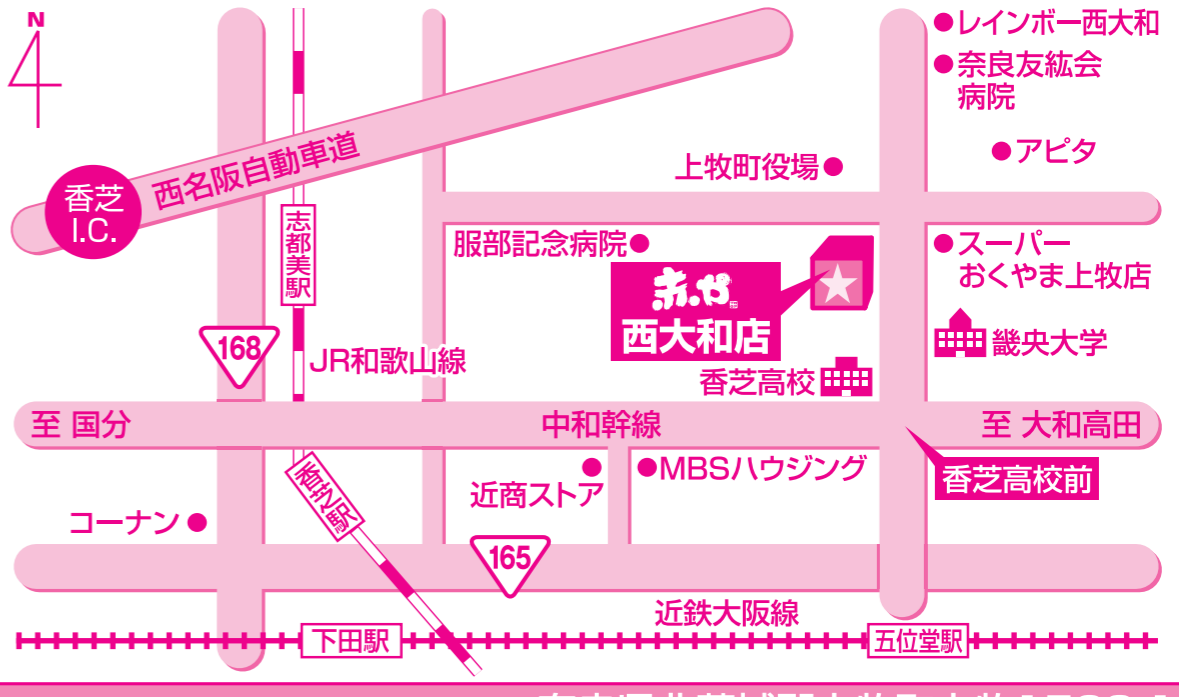 N
レインボー西大和
奈良友紘会
病院
アピタ
上牧町役場
西名阪自動車道
香芝
I.C.
志都美駅
服部記念病院
スーパー
おくやま上牧店
赤や
西大和店
168
JR和歌山線
畿央大学
香芝高校
至 国分
中和幹線
至 大和高田
香芝高校前
MBSハウジング
近商ストア
香芝駅
コーナン
165
近鉄大阪線
下田駅
五位堂駅